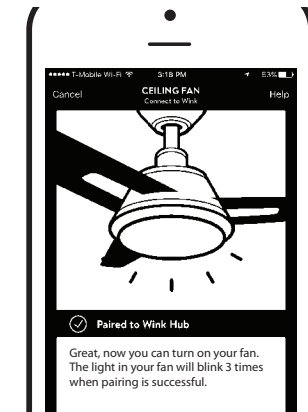 T-Mobile Wi-Fi 5:18 PM 53%
Cancel CEILING FAN Help
Connect to Wink
Paired to Wink Hub
Great, now you can turn on your fan.
The light in your fan will blink 3 times
when pairing is successful.